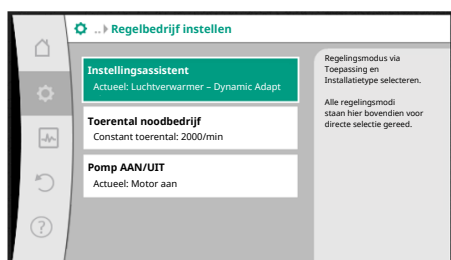 ..▸ Regelbedrijf instellen
Instellingsassistent
Actueel: Luchtverwarmer – Dynamic Adapt
Toerental noodbedrijf
Constant toerental: 2000/min
Pomp AAN/UIT
Actueel: Motor aan
Regelingsmodus via
Toepassing en
Installatietype selecteren.
Alle regelingsmodi
staan hier bovendien voor
directe selectie gereed.
?